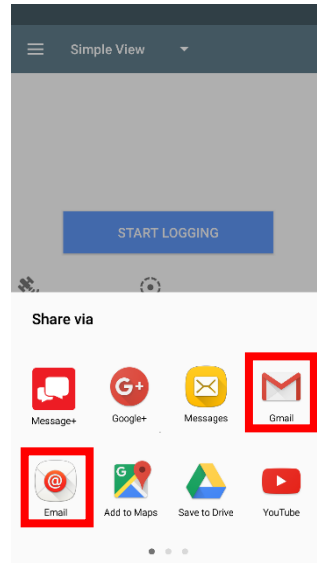 Simple View
START LOGGING
Share via
Message+
Google+
Messages
Gmail
Email
Add to Maps
Save to Drive
YouTube